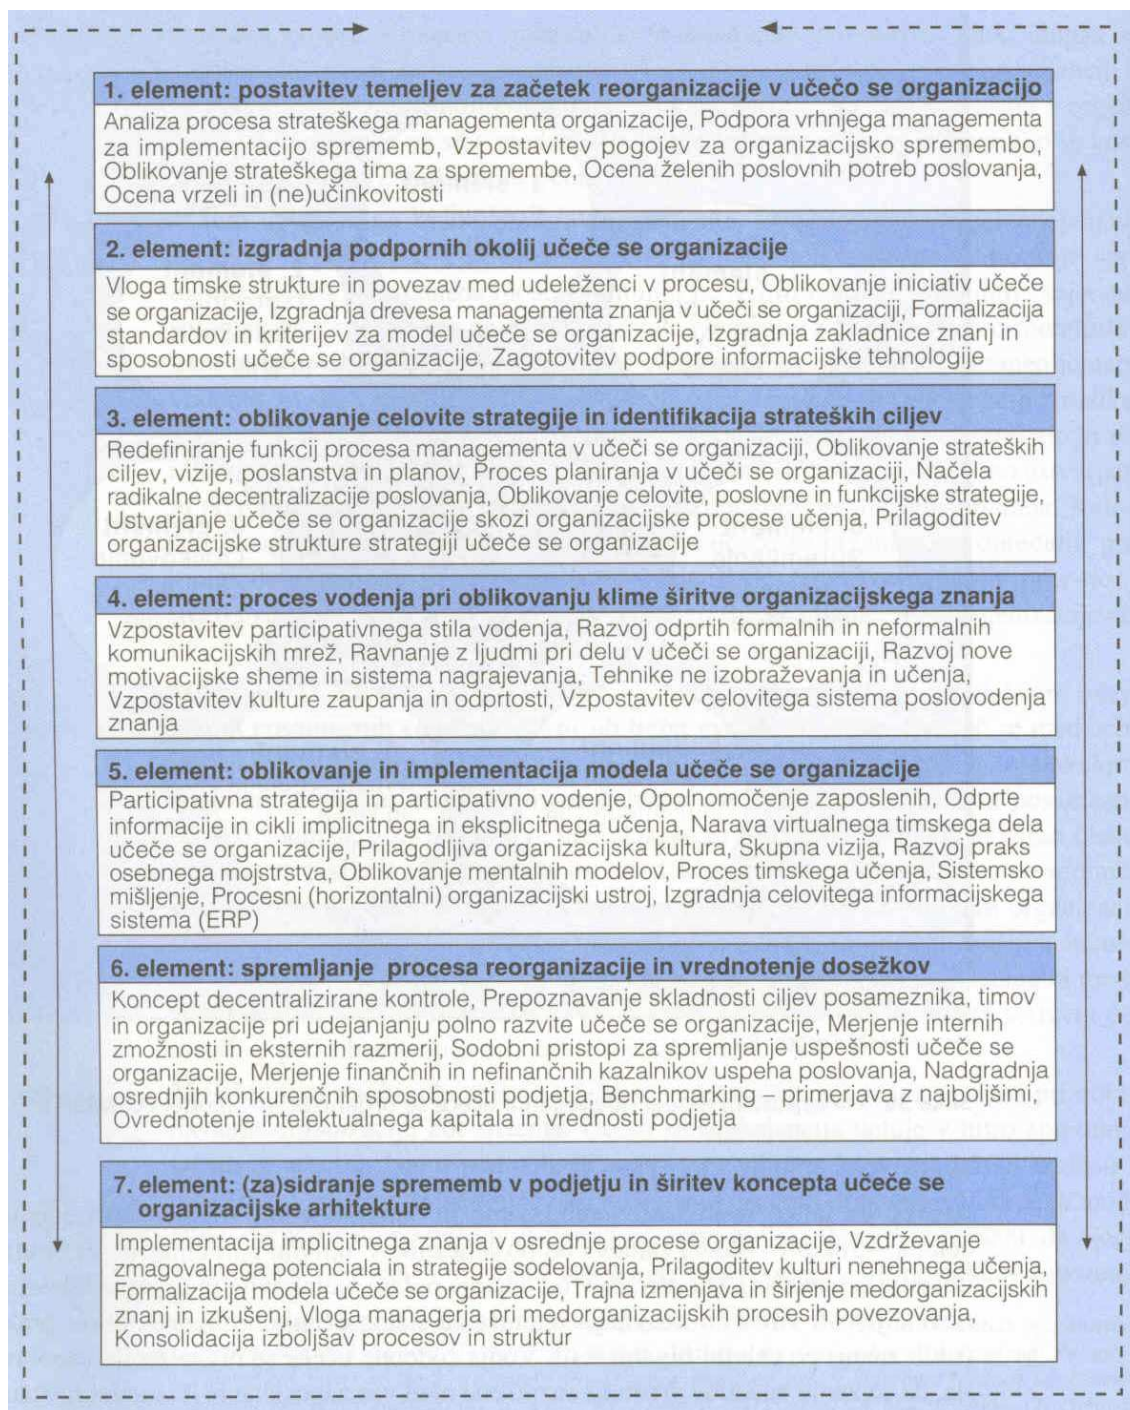 1. element: postavitev temeljev za začetek reorganizacije v učečo se organizacijo
Analiza procesa strateškega managementa organizacije, Podpora vrhnjega managementa
za implementacijo sprememb, Vzpostavitev pogojev za organizacijsko spremembo,
Oblikovanje strateškega tima za spremembe, Ocena želenih poslovnih potreb poslovanja,
Ocena vrzeli in (ne)učinkovitosti
2. element: izgradnja podpornih okolij učeče se organizacije
Vloga timske strukture in povezav med udeleženci v procesu, Oblikovanje iniciativ učeče
se organizacije, Izgradnja drevesa managementa znanja v učeči se organizaciji, Formalizacija
standardov in kriterijev za model učeče se organizacije, Izgradnja zakladnice znanj in
sposobnosti učeče se organizacije, Zagotovitev podpore informacijske tehnologije
3. element: oblikovanje celovite strategije in identifikacija strateških ciljev
Redefiniranje funkcij procesa managementa v učeči se organizaciji, Oblikovanje strateških
ciljev, vizije, poslanstva in planov, Proces planiranja v učeči se organizaciji, Načela
radikalne decentralizacije poslovanja, Oblikovanje celovite, poslovne in funkcijske strategije,
Ustvarjanje učeče se organizacije skozi organizacijske procese učenja, Prilagoditev
organizacijske strukture strategiji učeče se organizacije
4. element: proces vodenja pri oblikovanju klime širitve organizacijskega znanja
Vzpostavitev participativnega stila vodenja, Razvoj odprtih formalnih in neformalnih
komunikacijskih mrež, Ravnanje z ljudmi pri delu v učeči se organizaciji, Razvoj nove
motivacijske sheme in sistema nagrajevanja, Tehnike ne izobraževanja in učenja,
Vzpostavitev kulture zaupanja in odprtosti, Vzpostavitev celovitega sistema poslovodenja
znanja
5. element: oblikovanje in implementacija modela učeče se organizacije
Participativna strategija in participativno vodenje, Opolnomočenje zaposlenih, Odprte
informacije in cikli implicitnega in eksplicitnega učenja, Narava virtualnega timskega dela
učeče se organizacije, Prilagodljiva organizacijska kultura, Skupna vizija, Razvoj praks
osebnega mojstrstva, Oblikovanje mentalnih modelov, Proces timskega učenja, Sistemsko
mišljenje, Procesni (horizontalni) organizacijski ustroj, Izgradnja celovitega informacijskega
sistema (ERP)
6. element: spremljanje procesa reorganizacije in vrednotenje dosežkov
Koncept decentralizirane kontrole, Prepoznavanje skladnosti ciljev posameznika, timov
in organizacije pri udejanjanju polno razvite učeče se organizacije, Merjenje internih
zmožnosti in eksternih razmerij, Sodobni pristopi za spremljanje uspešnosti učeče se
organizacije, Merjenje finančnih in nefinančnih kazalnikov uspeha poslovanja, Nadgradnja
osrednjih konkurenčnih sposobnosti podjetja, Benchmarking – primerjava z najboljšimi,
Ovrednotenje intelektualnega kapitala in vrednosti podjetja
7. element: (za)sidranje sprememb v podjetju in širitev koncepta učeče se
organizacijske arhitekture
Implementacija implicitnega znanja v osrednje procese organizacije, Vzdrževanje
zmagovalnega potenciala in strategije sodelovanja, Prilagoditev kulturi nenehnega učenja,
Formalizacija modela učeče se organizacije, Trajna izmenjava in širjenje medorganizacijskih
znanj in izkušenj, Vloga managerja pri medorganizacijskih procesih povezovanja,
Konsolidacija izboljšav procesov in struktur